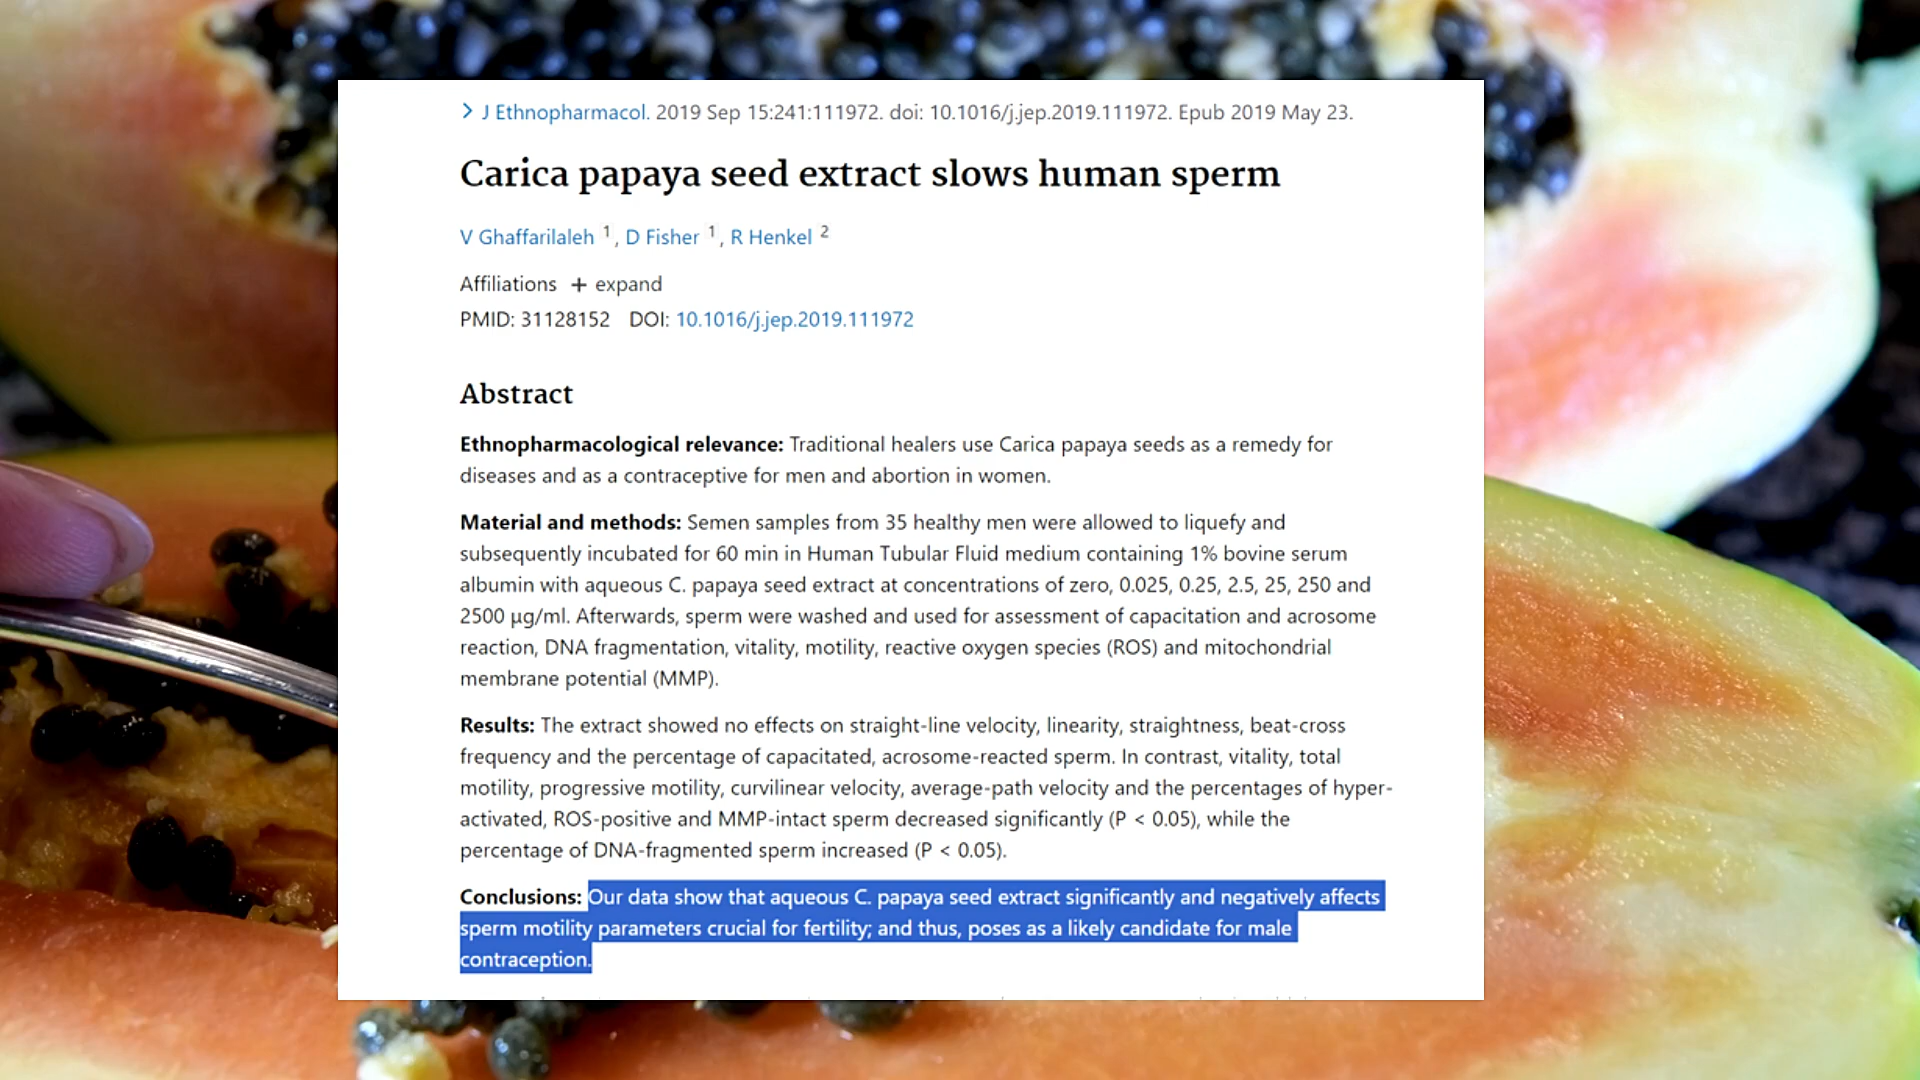 > J Ethnopharmacol. 2019 Sep 15:241:111972. doi: 10.1016/j.jep.2019.111972. Epub 2019 May 23.
Carica papaya seed extract slows human sperm
V Ghaffarilaleh 1, D Fisher 1, R Henkel 2
Affiliations + expand
PMID: 31128152 DOI: 10.1016/j.jep.2019.111972
Abstract
Ethnopharmacological relevance: Traditional healers use Carica papaya seeds as a remedy for
diseases and as a contraceptive for men and abortion in women.
Material and methods: Semen samples from 35 healthy men were allowed to liquefy and
subsequently incubated for 60 min in Human Tubular Fluid medium containing 1% bovine serum
albumin with aqueous C. papaya seed extract at concentrations of zero, 0.025, 0.25, 2.5, 25, 250 and
2500 μg/ml. Afterwards, sperm were washed and used for assessment of capacitation and acrosome
reaction, DNA fragmentation, vitality, motility, reactive oxygen species (ROS) and mitochondrial
membrane potential (MMP).
Results: The extract showed no effects on straight-line velocity, linearity, straightness, beat-cross
frequency and the percentage of capacitated, acrosome-reacted sperm. In contrast, vitality, total
motility, progressive motility, curvilinear velocity, average-path velocity and the percentages of hyper-
activated, ROS-positive and MMP-intact sperm decreased significantly (P < 0.05), while the
percentage of DNA-fragmented sperm increased (P < 0.05).
Conclusions: Our data show that aqueous C. papaya seed extract significantly and negatively affects
sperm motility parameters crucial for fertility; and thus, poses as a likely candidate for male
contraception.